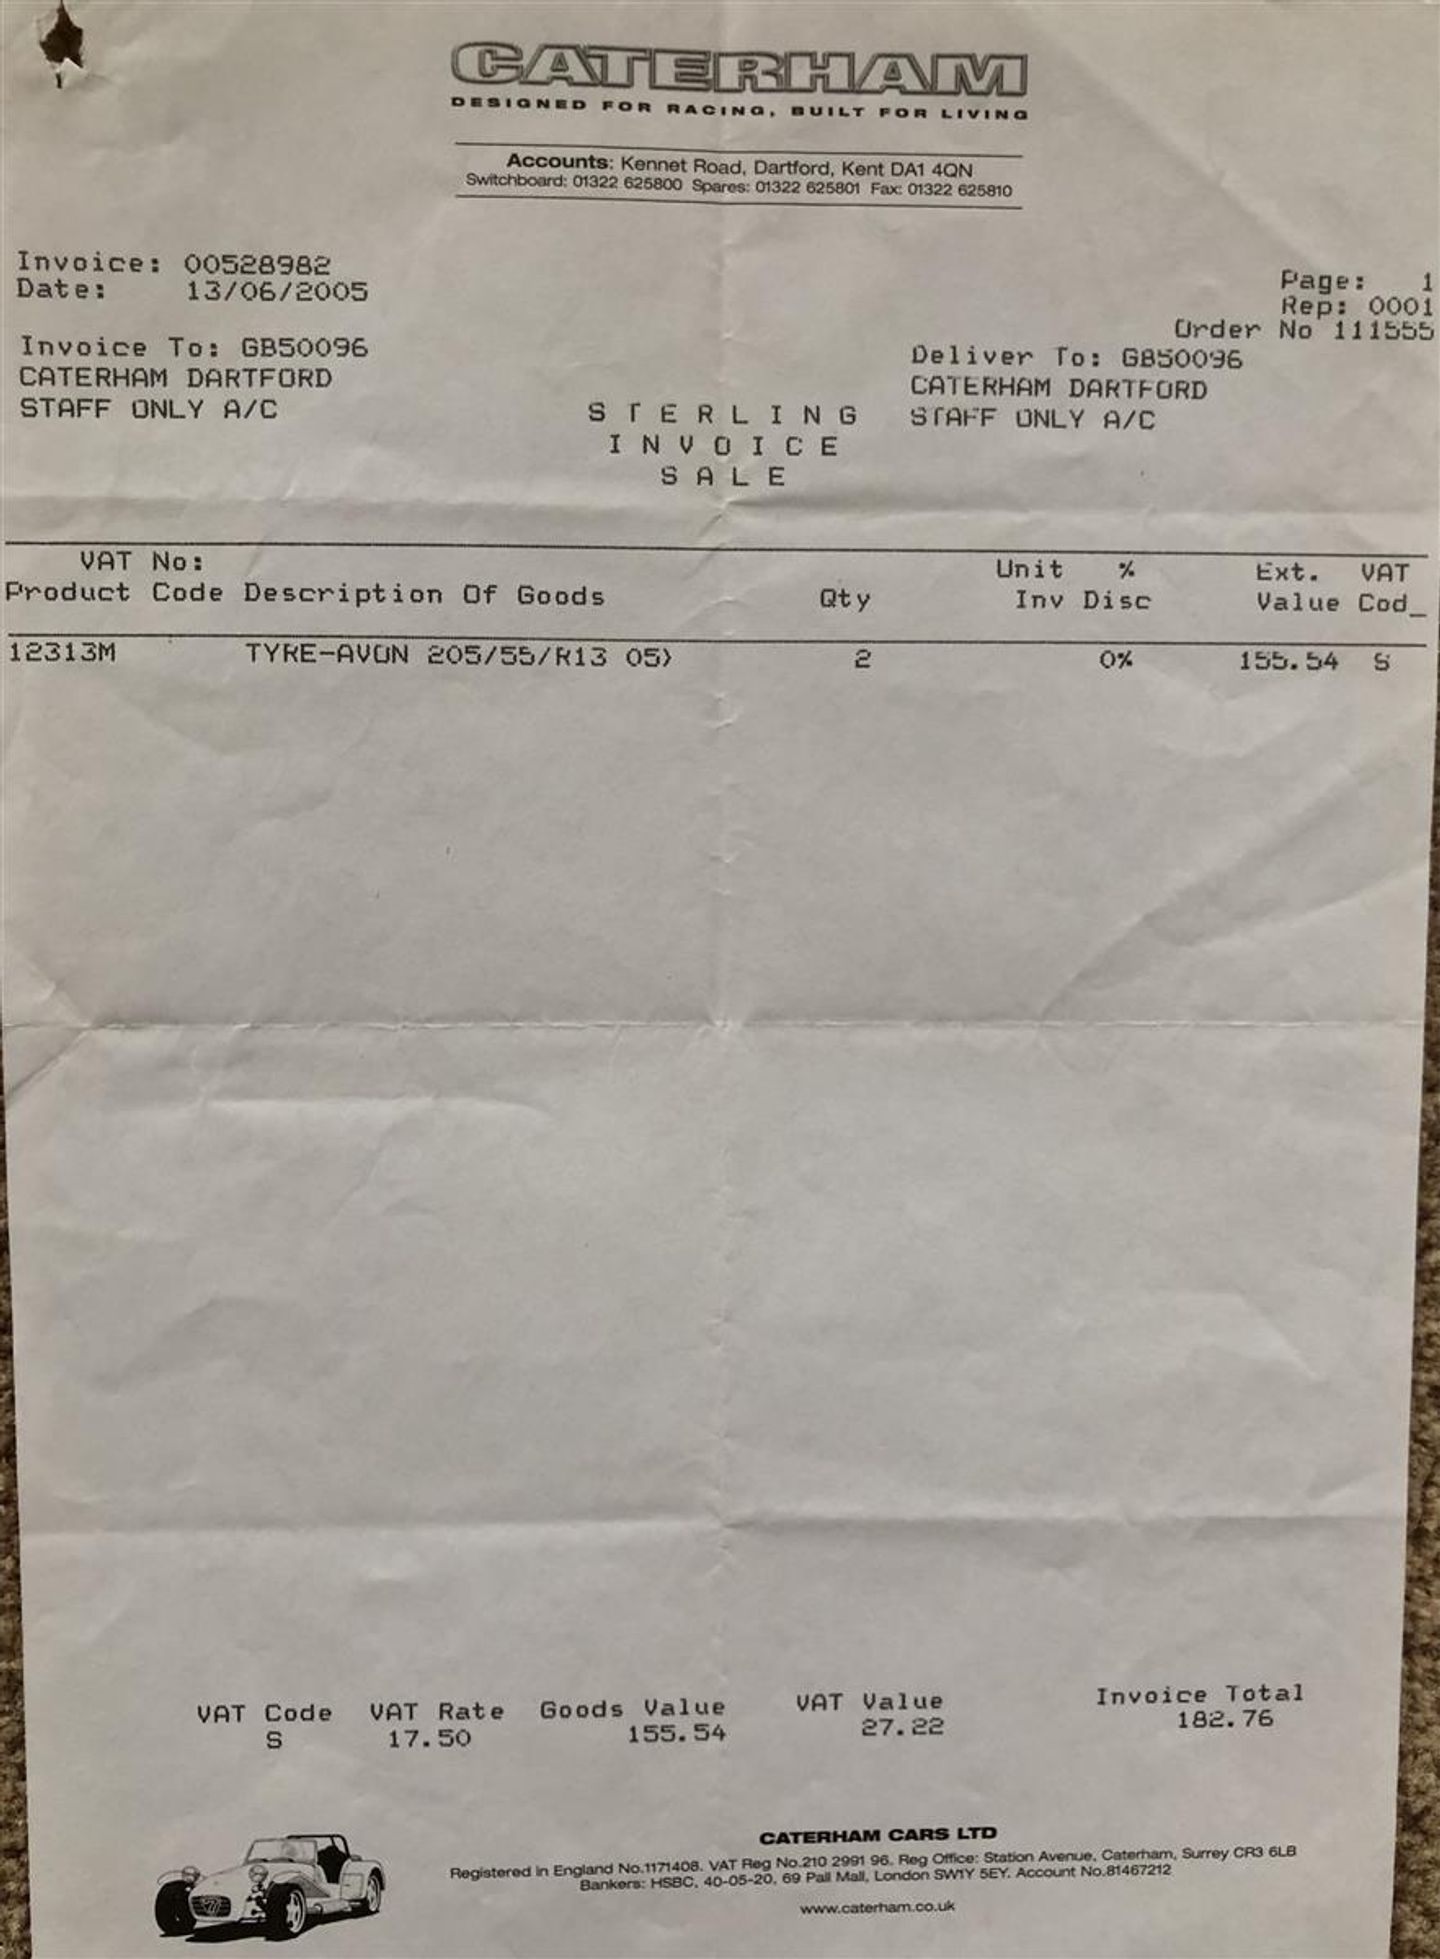 CATERHAM
DESIGNED FOR RACING, BUILT FOR LIVING
Accounts: Kennet Road, Dartford, Kent DA1 4QN
Switchboard: 01322 625800 Spares: 01322 625801 Fax: 01322 625810
Invoice: 00528982
Date: 13/06/2005
Page: 1
Rep: 0001
Order No 111555
Invoice To: GB50096
CATERHAM DARTFORD
STAFF ONLY A/C
Deliver To: GB50096
CATERHAM DARTFORD
STAFF ONLY A/C
STERLING
INVOICE
SALE
VAT No: Unit % Ext. VAT
Product Code Description Of Goods Qty Inv Disc Value Cod_
12313M TYRE-AVON 205/55/R13 05> 2 0% 155.54 S
VAT Code VAT Rate Goods Value VAT Value Invoice Total
S 17.50 155.54 27.22 182.76
CATERHAM CARS LTD
Registered in England No.1171408. VAT Reg No.210 2991 96. Reg Office: Station Avenue, Caterham, Surrey CR3 6LB
Bankers: HSBC, 40-05-20, 69 Pall Mall, London SW1Y 5EY. Account No.81467212
www.caterham.co.uk